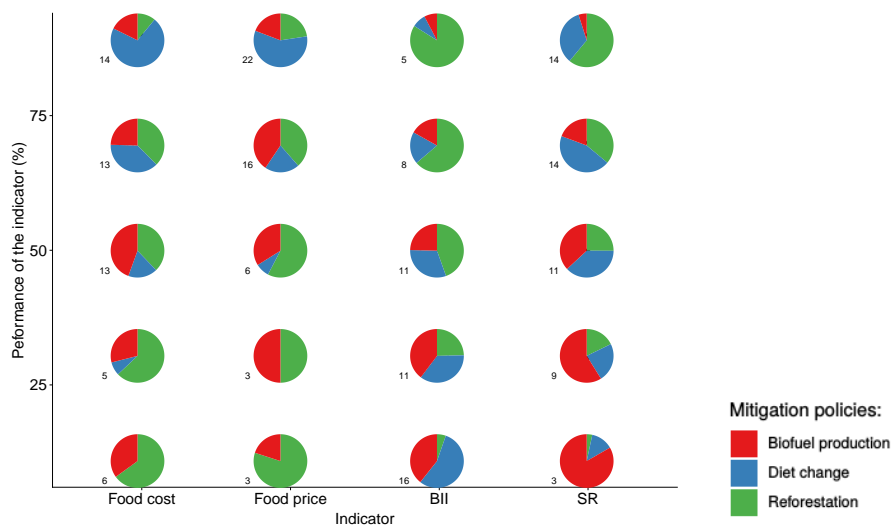 14
22
5
14
75
13
16
8
14
50
13
6
11
11
5
3
11
9
25
6
3
16
3
Peformance of the indicator (%)
Food cost
Food price
BII
SR
Indicator
Mitigation policies:
Biofuel production
Diet change
Reforestation